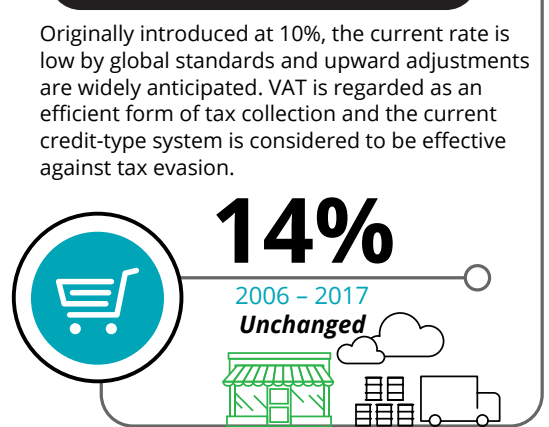 Originally introduced at 10%, the current rate is
low by global standards and upward adjustments
are widely anticipated. VAT is regarded as an
efficient form of tax collection and the current
credit-type system is considered to be effective
against tax evasion.
14%
2006 – 2017
Unchanged